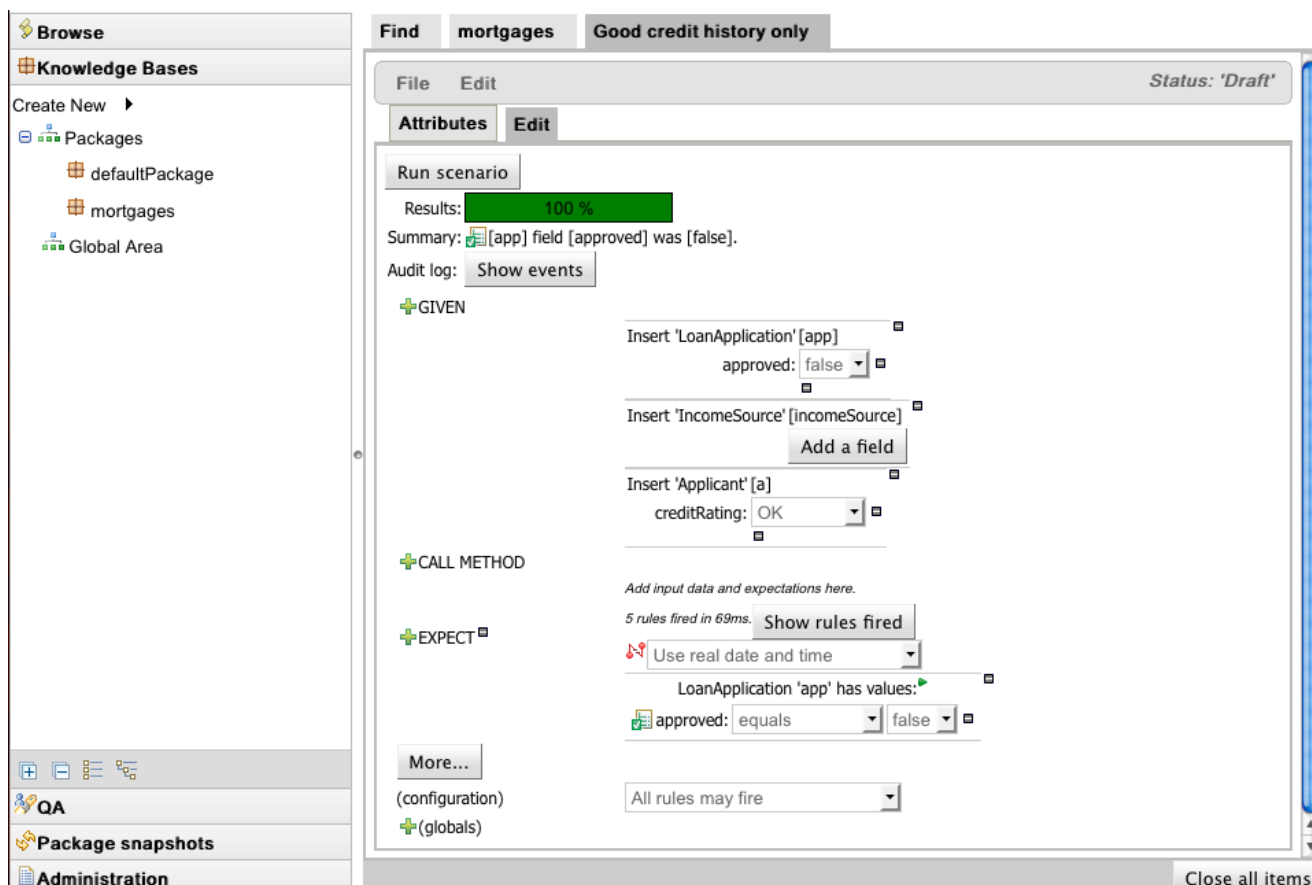 Browse
Knowledge Bases
Create New
Packages
defaultPackage
mortgages
Global Area
QA
Package snapshots
Administration
Find mortgages Good credit history only
File Edit Status: 'Draft'
Attributes Edit
Run scenario
Results: 100 %
Summary: [app] field [approved] was [false].
Audit log: Show events
GIVEN
Insert 'LoanApplication' [app]
approved: false
Insert 'IncomeSource' [incomeSource]
Add a field
Insert 'Applicant' [a]
creditRating: OK
CALL METHOD
Add input data and expectations here.
5 rules fired in 69ms. Show rules fired
EXPECT
Use real date and time
LoanApplication 'app' has values:
approved: equals false
More...
(configuration) All rules may fire
(globals)
Close all items